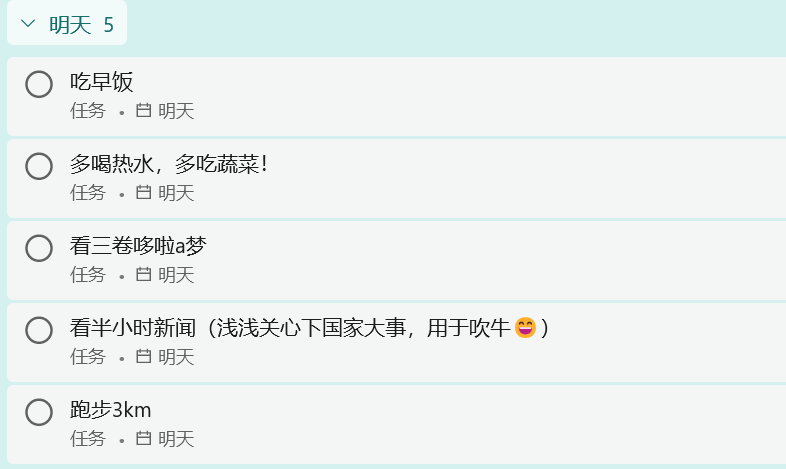 明天 5
吃早饭
任务 • 明天
多喝热水，多吃蔬菜！
任务 • 明天
看三卷哆啦a梦
任务 • 明天
看半小时新闻（浅浅关心下国家大事，用于吹牛😄）
任务 • 明天
跑步3km
任务 • 明天